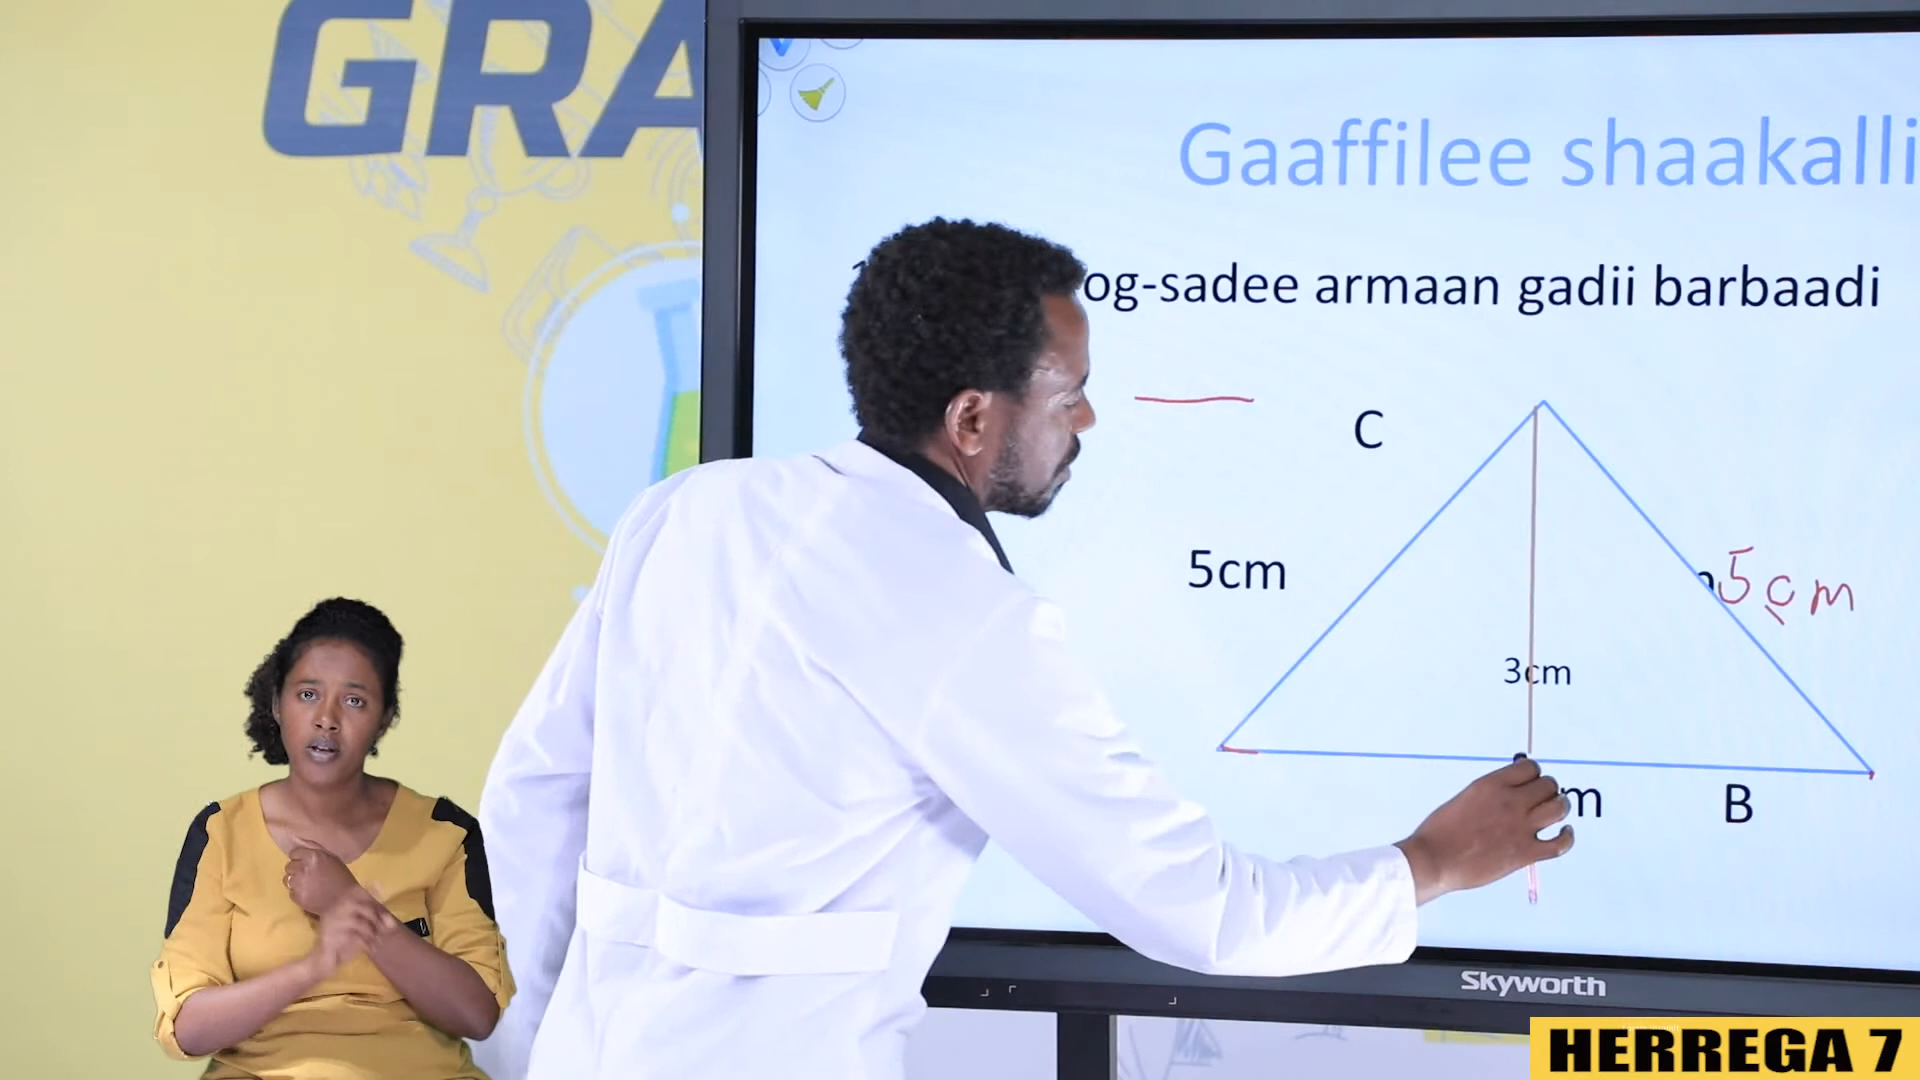 GRA
Gaaffilee shaakalli
og-sadee armaan gadii barbaadi
C
5cm
5cm
3cm
m
B
Skyworth
HERREGA 7